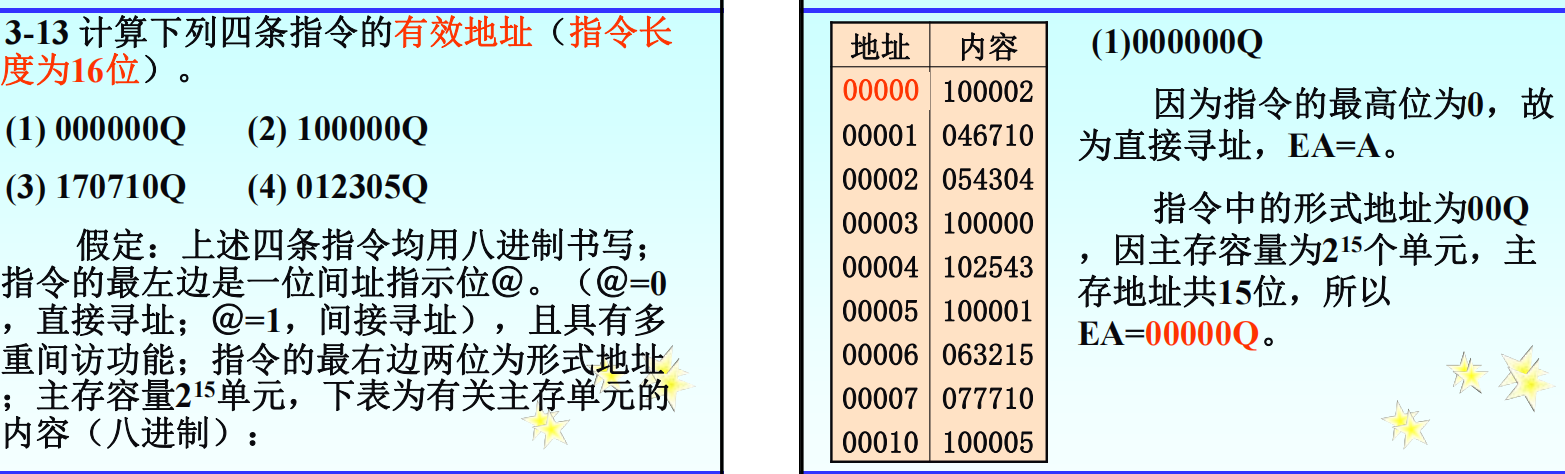 3-13 计算下列四条指令的有效地址（指令长
度为16位）。
(1) 000000Q (2) 100000Q
(3) 170710Q (4) 012305Q
假定：上述四条指令均用八进制书写；
指令的最左边是一位间址指示位@。（@=0
，直接寻址；@=1，间接寻址），且具有多
重间访功能；指令的最右边两位为形式地址
；主存容量2¹⁵单元，下表为有关主存单元的
内容（八进制）：
地址 内容
00000 100002
00001 046710
00002 054304
00003 100000
00004 102543
00005 100001
00006 063215
00007 077710
00010 100005
(1)000000Q
因为指令的最高位为0，故
为直接寻址，EA=A。
指令中的形式地址为00Q
，因主存容量为2¹⁵个单元，主
存地址共15位，所以
EA=00000Q。